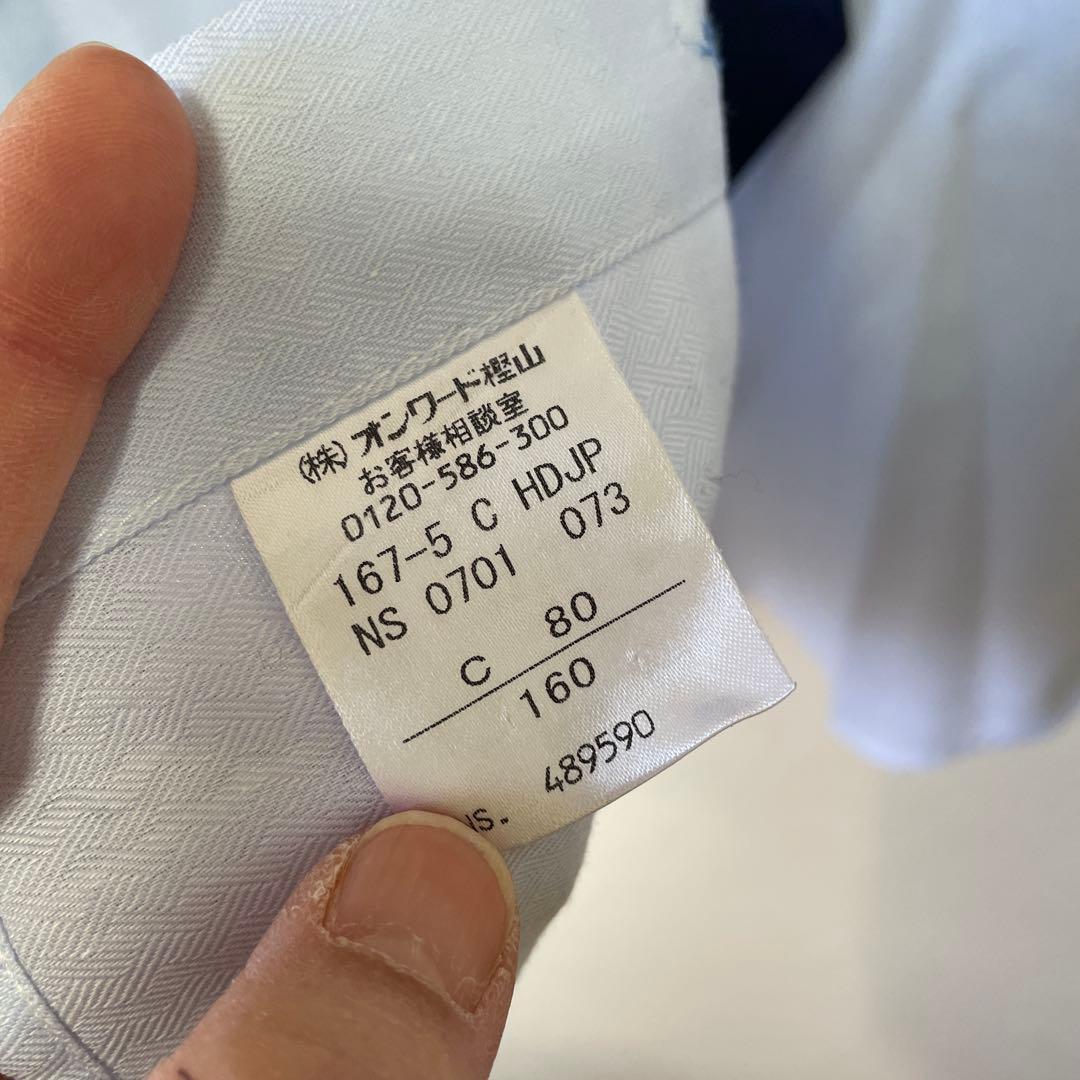 (株)オンワード樫山
お客様相談室
0120-586-300
167-5 C HDJP
NS 0701 073
C 80
160
489590
NS.